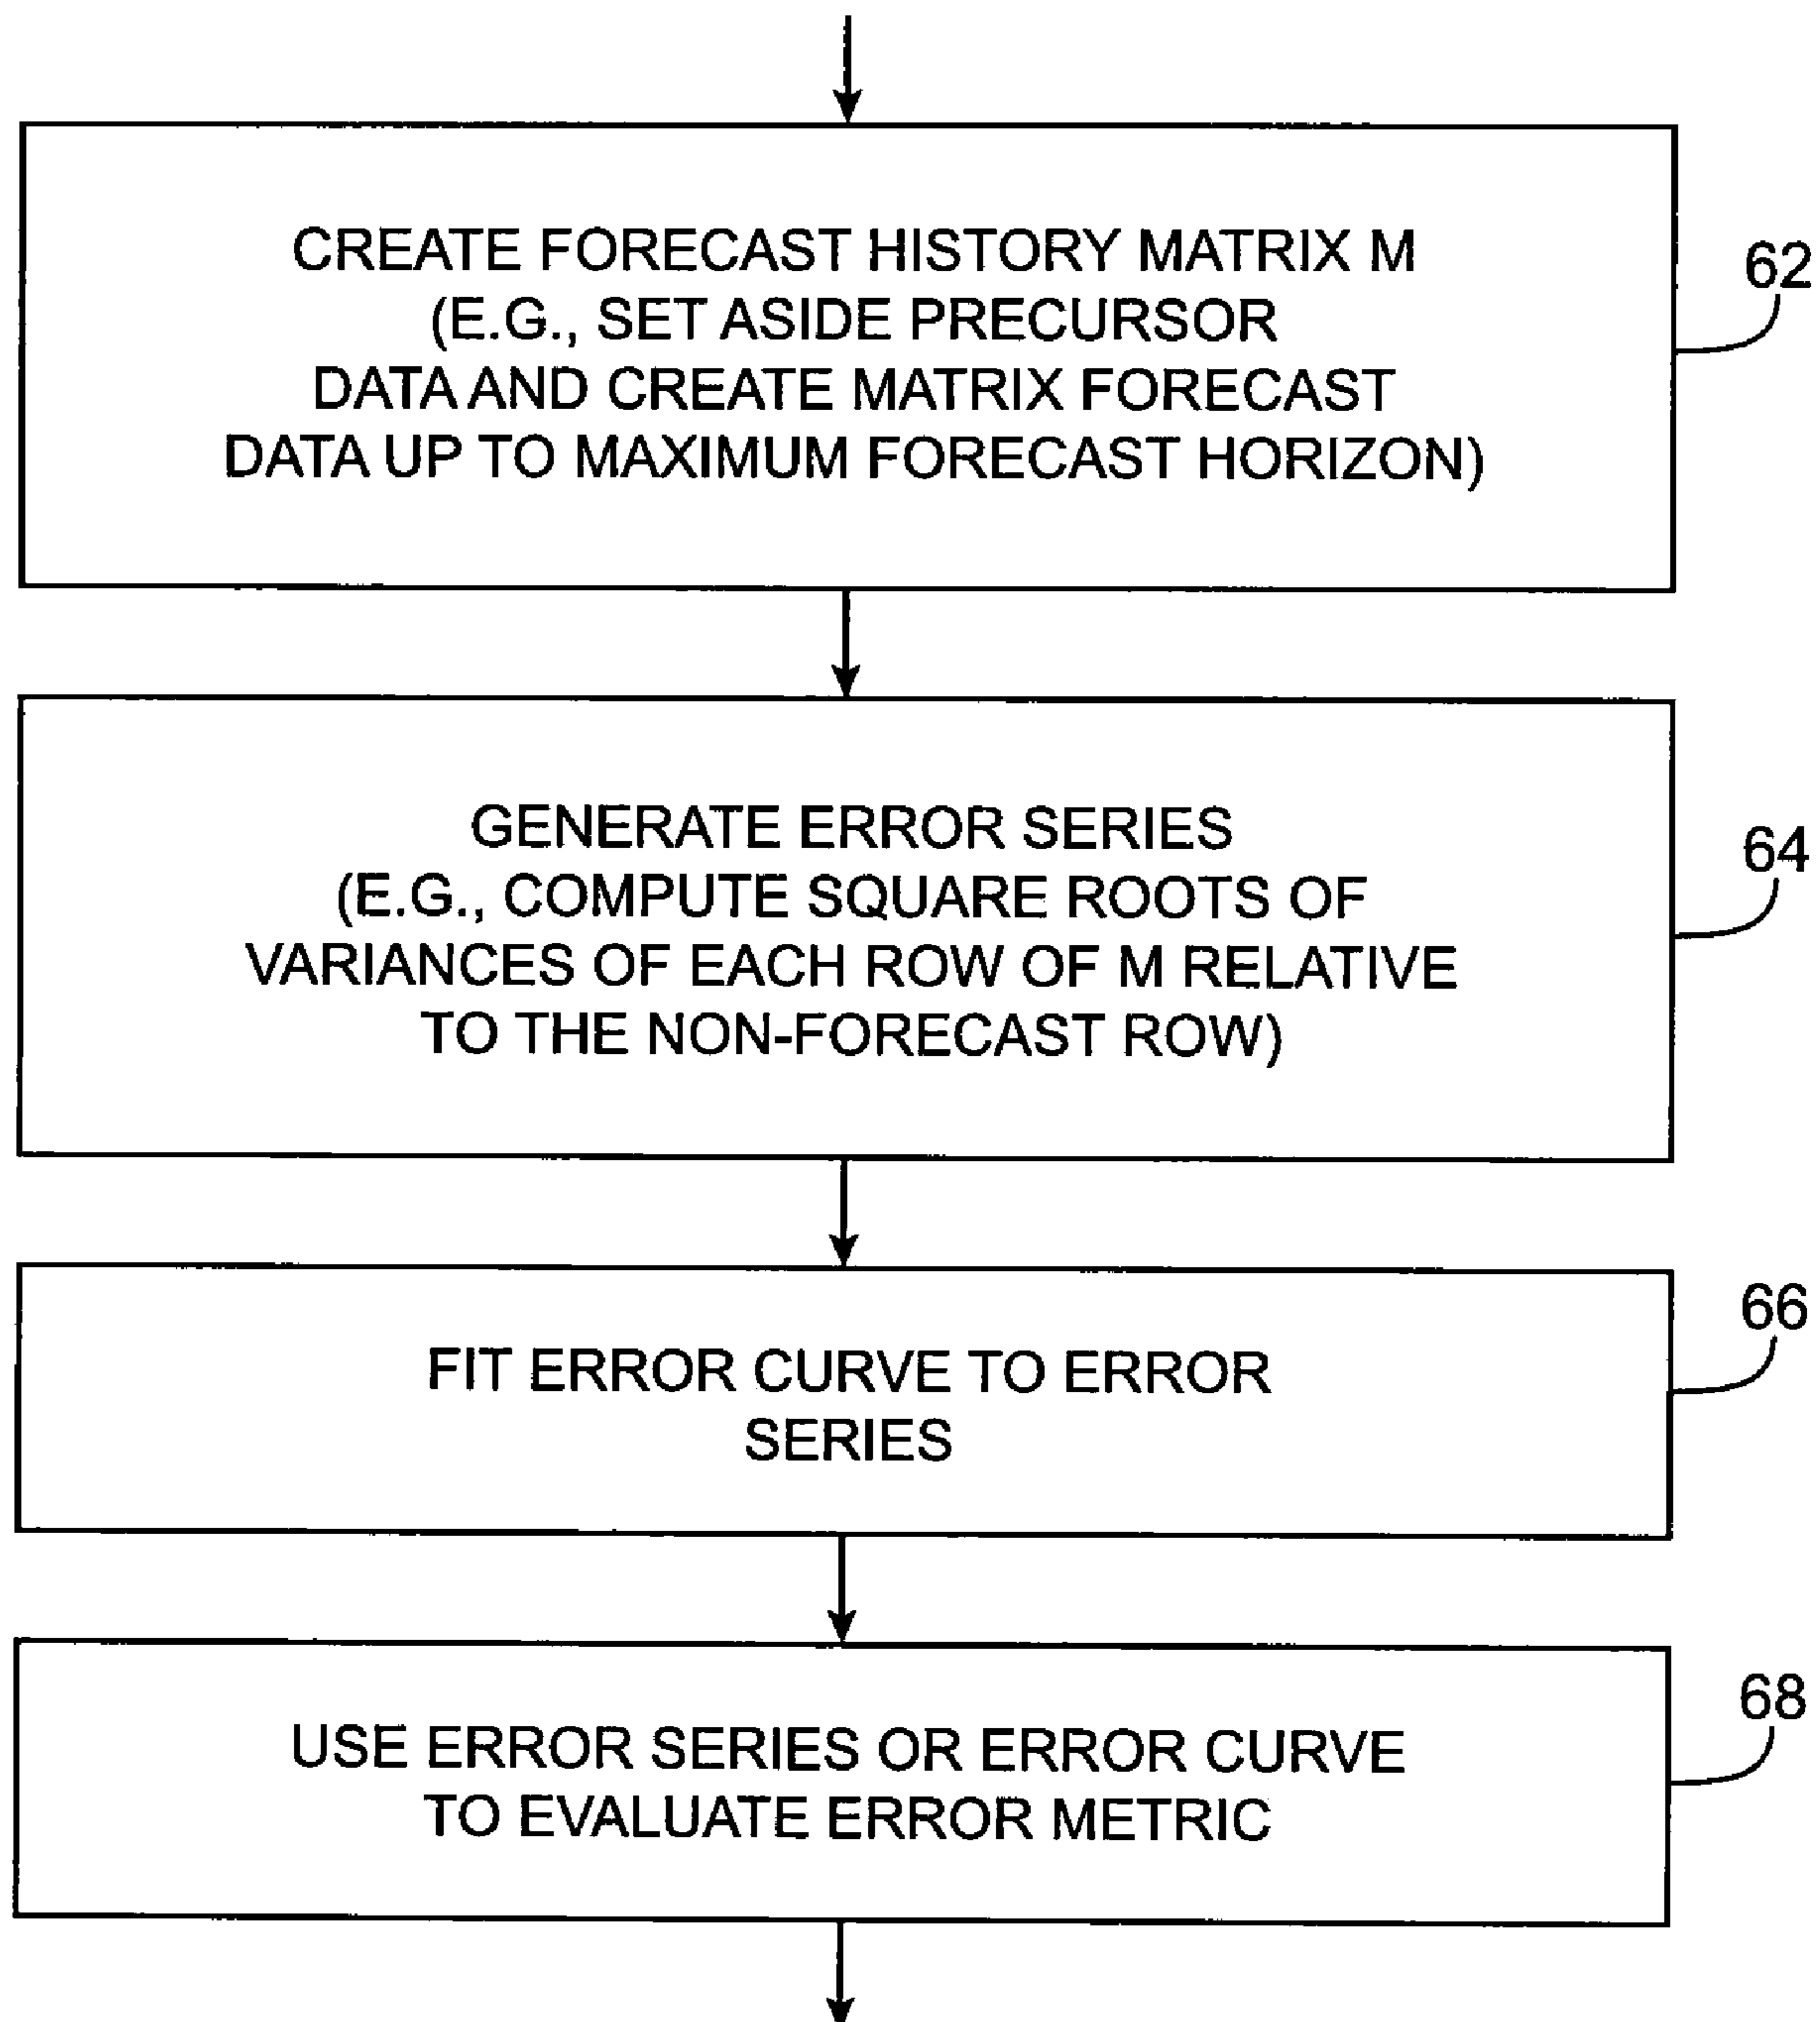 CREATE FORECAST HISTORY MATRIX M
(E.G., SET ASIDE PRECURSOR
DATA AND CREATE MATRIX FORECAST
DATA UP TO MAXIMUM FORECAST HORIZON)
62
GENERATE ERROR SERIES
(E.G., COMPUTE SQUARE ROOTS OF
VARIANCES OF EACH ROW OF M RELATIVE
TO THE NON-FORECAST ROW)
64
FIT ERROR CURVE TO ERROR
SERIES
66
USE ERROR SERIES OR ERROR CURVE
TO EVALUATE ERROR METRIC
68